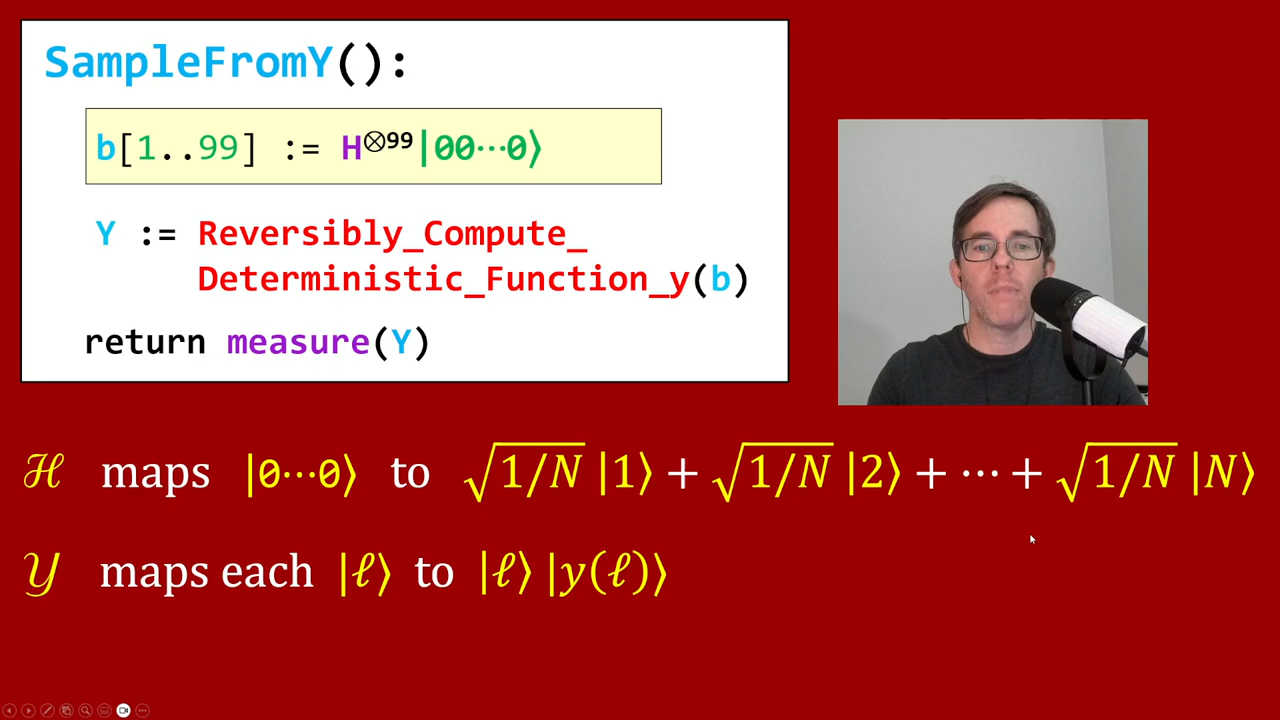 SampleFromY():
b[1..99] := H⊗99|00⋯0⟩
Y := Reversibly_Compute_
Deterministic_Function_y(b)
return measure(Y)
ℋ maps |0⋯0⟩ to √1/N |1⟩ + √1/N |2⟩ + ⋯ + √1/N |N⟩
𝒴 maps each |ℓ⟩ to |ℓ⟩ |y(ℓ)⟩